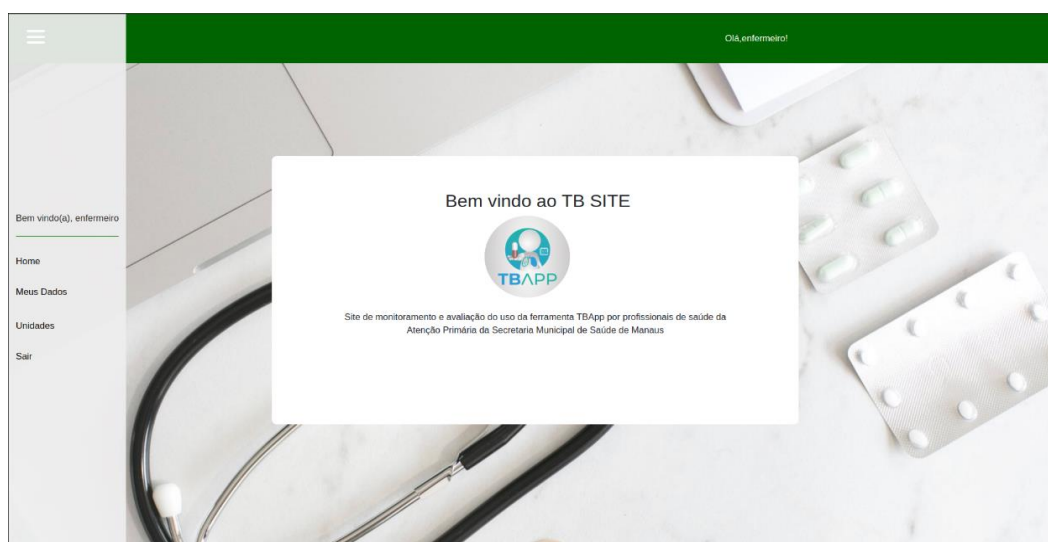 Olá,enfermeiro!
Bem vindo(a), enfermeiro
Home
Meus Dados
Unidades
Sair
Bem vindo ao TB SITE
TBAPP
Site de monitoramento e avaliação do uso da ferramenta TBApp por profissionais de saúde da
Atenção Primária da Secretaria Municipal de Saúde de Manaus